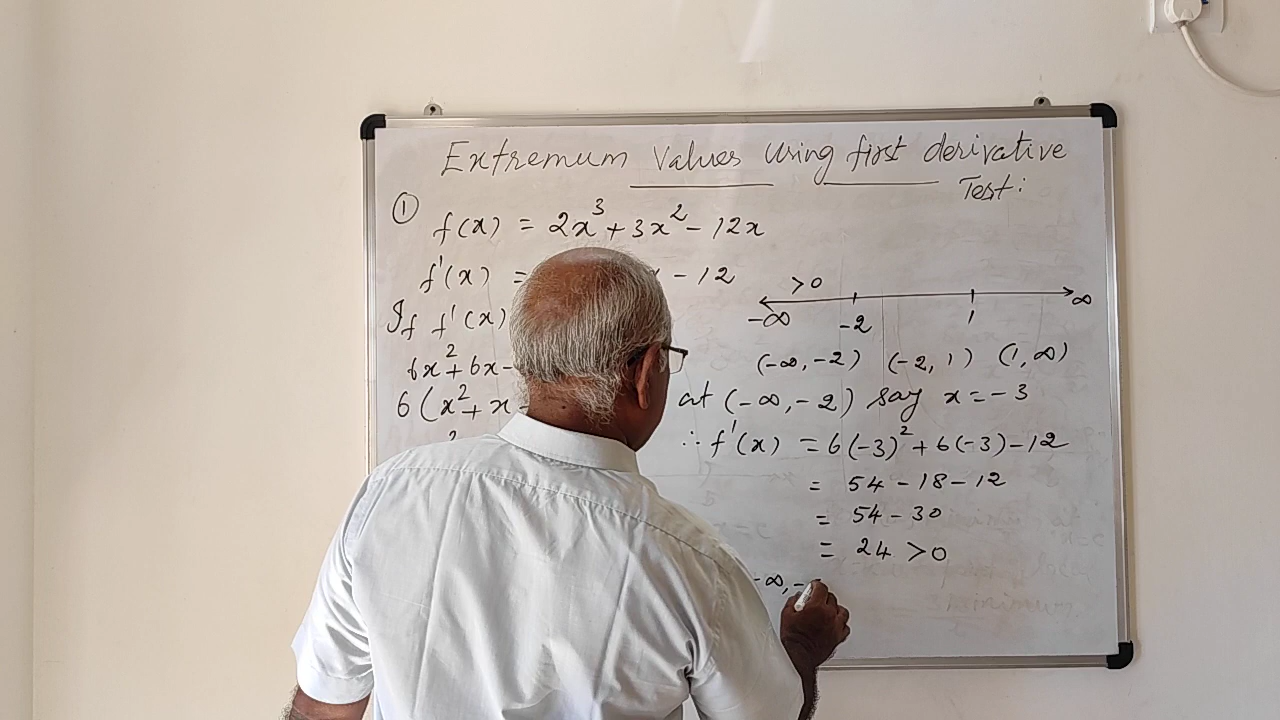 Extremum Values using first derivative
Test:
① f(x) = 2x³ + 3x² - 12x
f'(x) = x - 12
If f'(x)
6x² + 6x -
6(x² + x -
2
>0
-∞ -2 1 ∞
(-∞, -2) (-2, 1) (1, ∞)
at (-∞, -2) say x = -3
∴ f'(x) = 6(-3)² + 6(-3) - 12
= 54 - 18 - 12
= 54 - 30
= 24 > 0
-∞, -